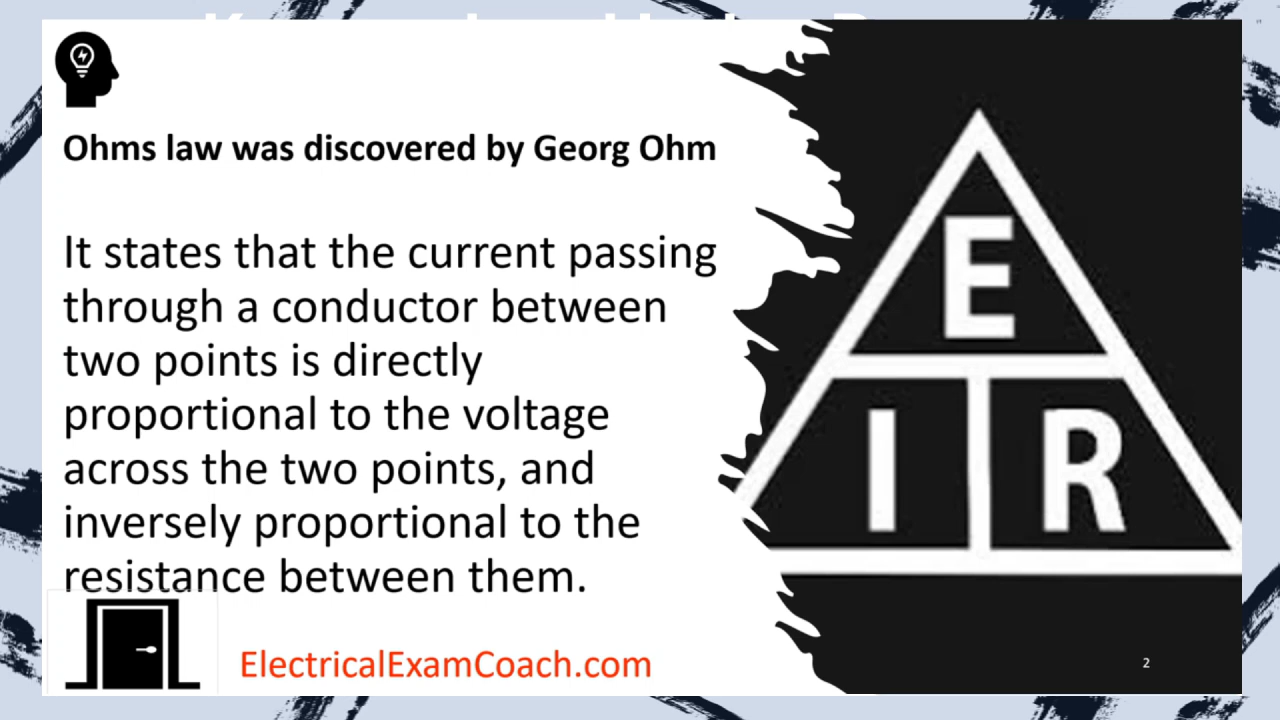 Ohms law was discovered by Georg Ohm
It states that the current passing
through a conductor between
two points is directly
proportional to the voltage
across the two points, and
inversely proportional to the
resistance between them.
ElectricalExamCoach.com
E
I R
2